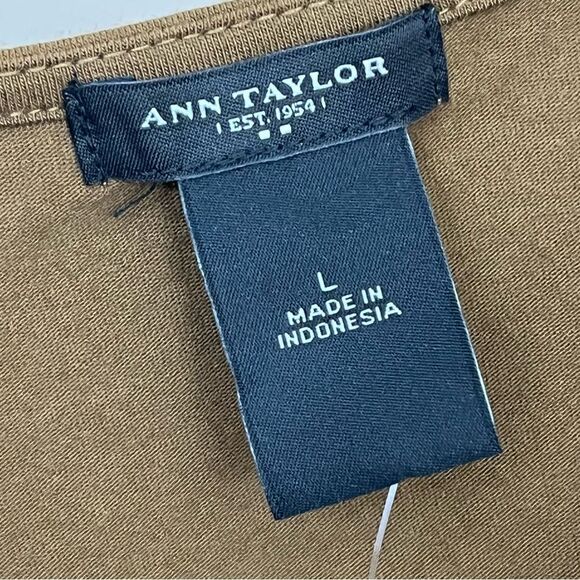 ANN TAYLOR
| EST. 1954 |
L
MADE IN
INDONESIA